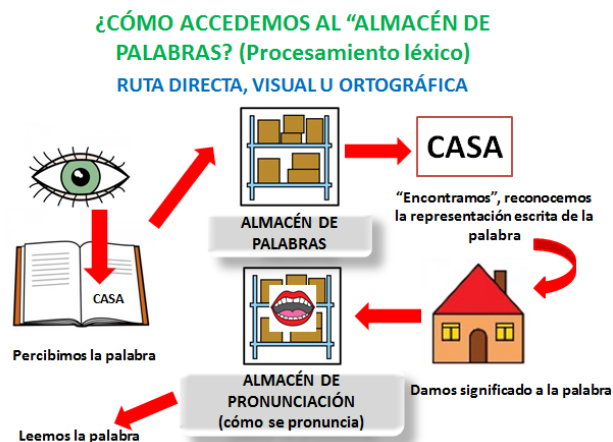 ¿CÓMO ACCEDEMOS AL “ALMACÉN DE
PALABRAS? (Procesamiento léxico)
RUTA DIRECTA, VISUAL U ORTOGRÁFICA
CASA
“Encontramos”, reconocemos
la representación escrita de la
palabra
ALMACÉN DE
PALABRAS
CASA
Percibimos la palabra
Damos significado a la palabra
ALMACÉN DE
PRONUNCIACIÓN
(cómo se pronuncia)
Leemos la palabra